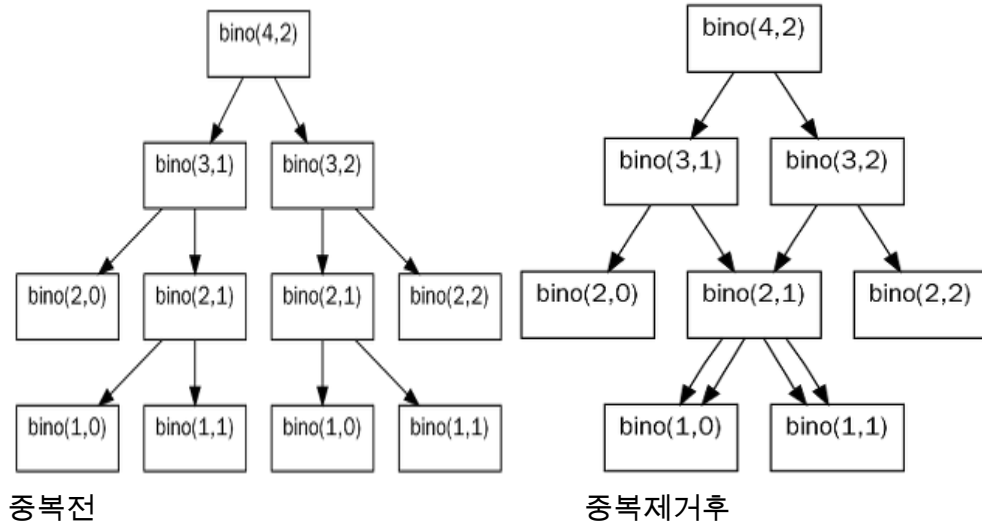 bino(4,2)
bino(3,1) bino(3,2)
bino(2,0) bino(2,1) bino(2,1) bino(2,2)
bino(1,0) bino(1,1) bino(1,0) bino(1,1)
중복전
bino(4,2)
bino(3,1) bino(3,2)
bino(2,0) bino(2,1) bino(2,2)
bino(1,0) bino(1,1)
중복제거후